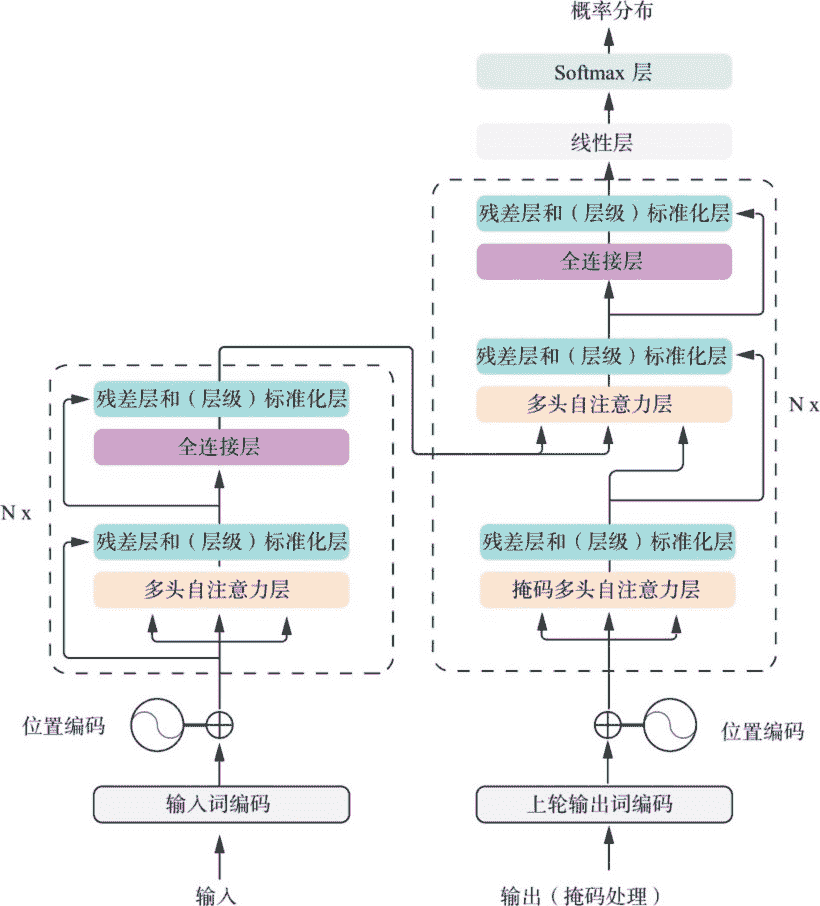 概率分布
Softmax 层
线性层
残差层和（层级）标准化层
全连接层
残差层和（层级）标准化层
多头自注意力层
N x
残差层和（层级）标准化层
掩码多头自注意力层
位置编码
上轮输出词编码
输出（掩码处理）
残差层和（层级）标准化层
全连接层
N x
残差层和（层级）标准化层
多头自注意力层
位置编码
输入词编码
输入